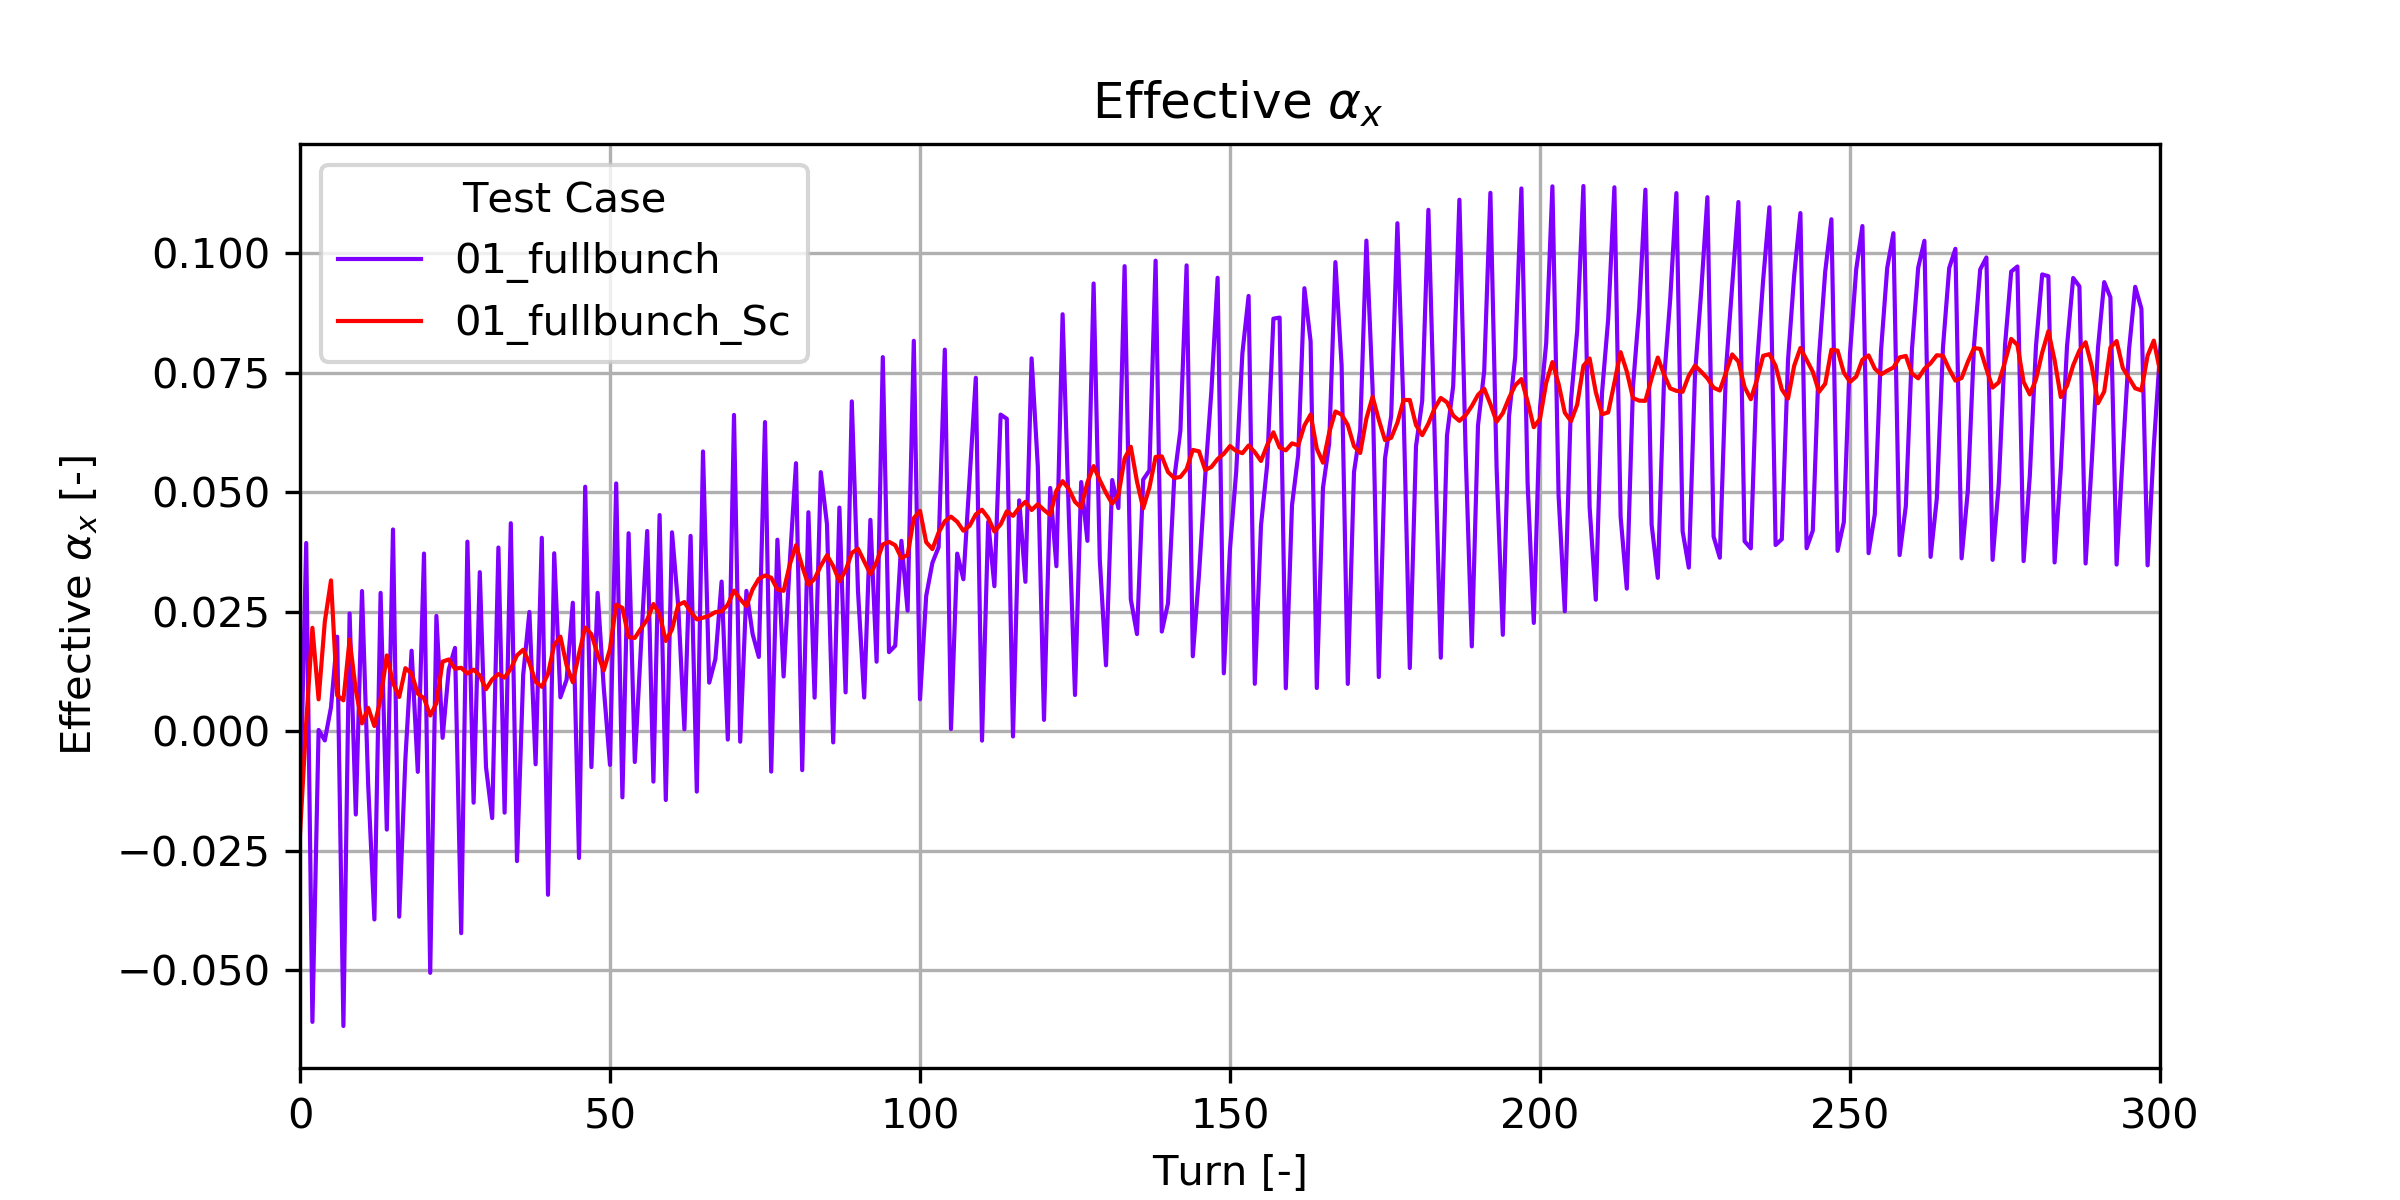 Effective αₓ
Test Case
01_fullbunch
01_fullbunch_Sc
Effective αₓ [-]
0.100
0.075
0.050
0.025
0.000
−0.025
−0.050
0 50 100 150 200 250 300
Turn [-]